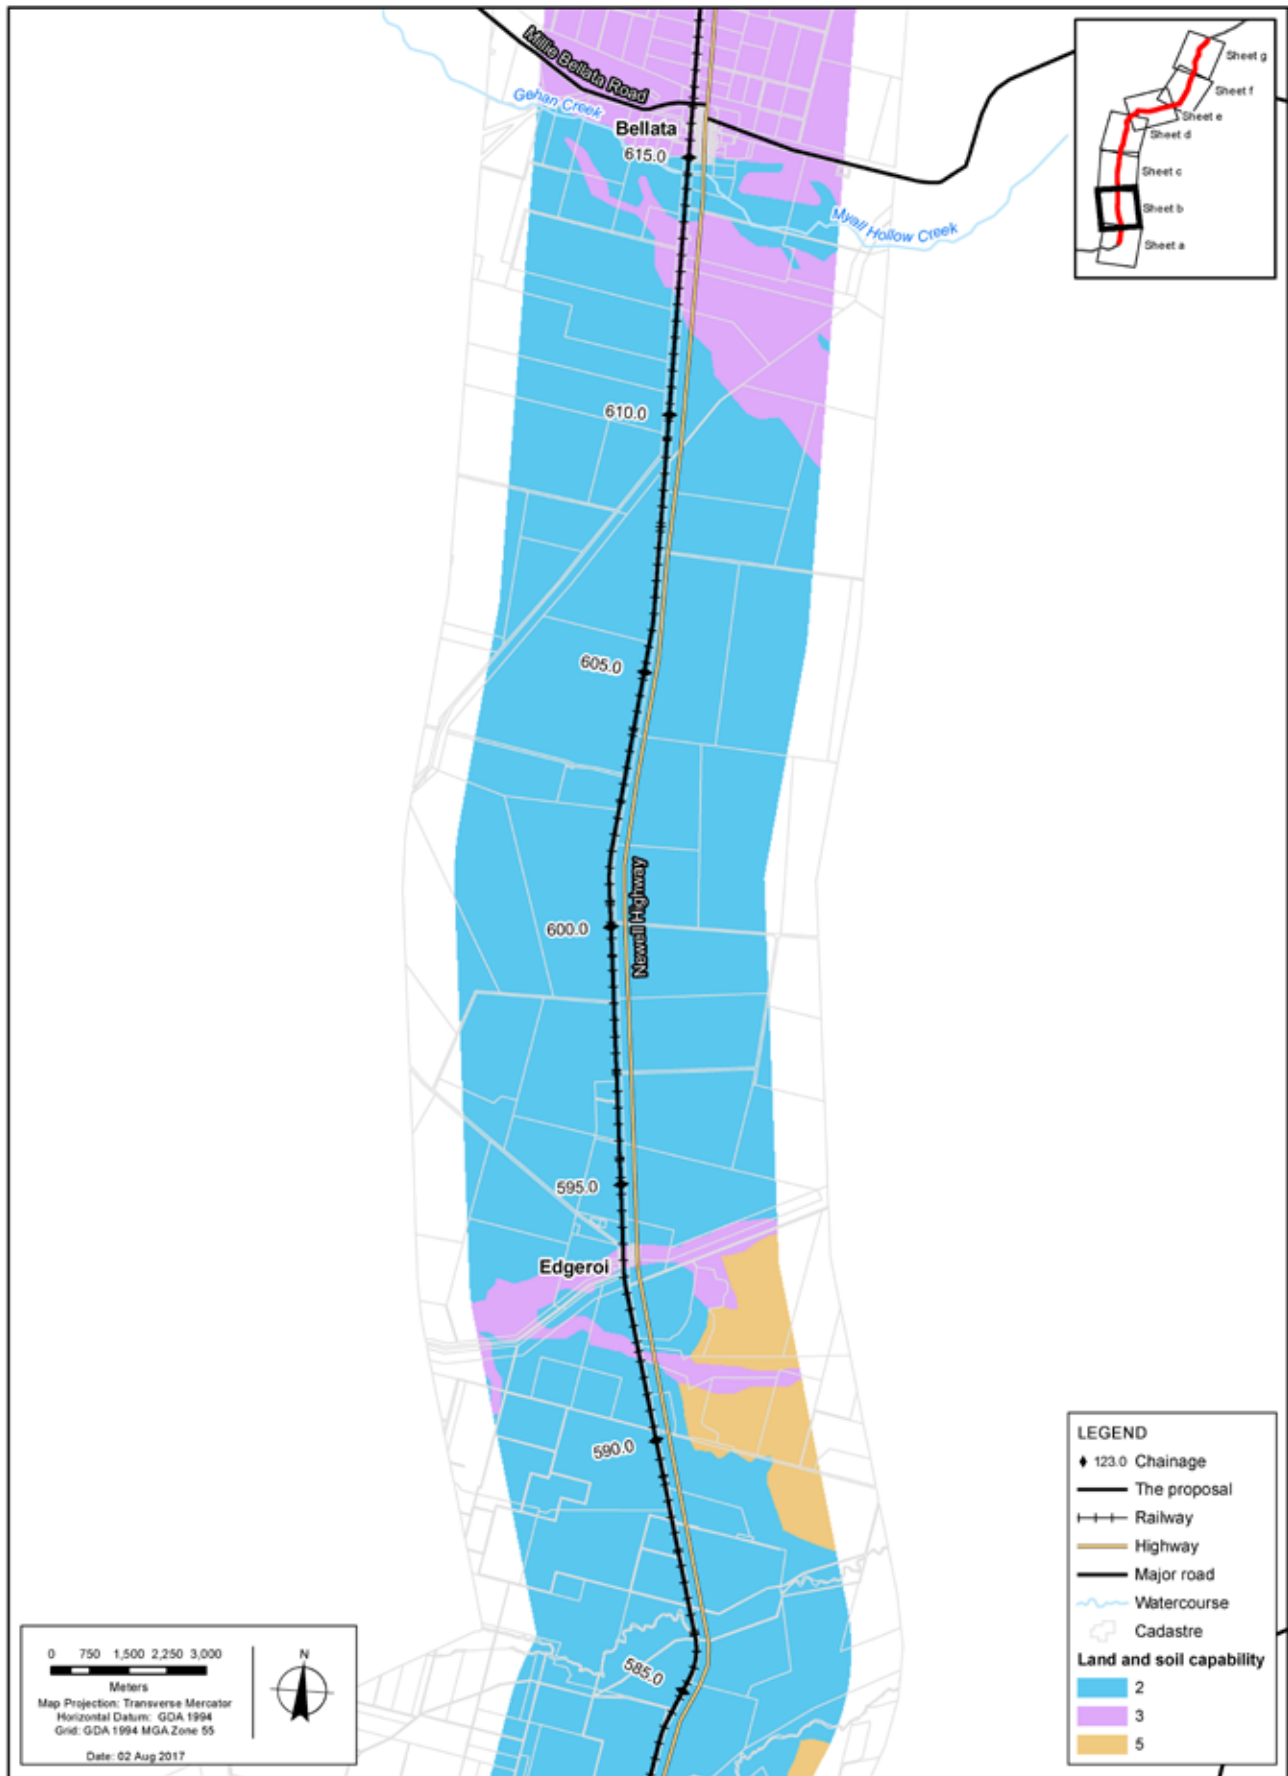 Millie Bellata Road
Gehan Creek
Bellata
615.0
Myall Hollow Creek
Sheet g
Sheet f
Sheet e
Sheet d
Sheet c
Sheet b
Sheet a
610.0
605.0
600.0
Newell Highway
595.0
Edgeroi
590.0
585.0
0 750 1,500 2,250 3,000
Meters
Map Projection: Transverse Mercator
Horizontal Datum: GDA 1994
Grid: GDA 1994 MGA Zone 55
Date: 02 Aug 2017
N
LEGEND
123.0 Chainage
The proposal
Railway
Highway
Major road
Watercourse
Cadastre
Land and soil capability
2
3
5